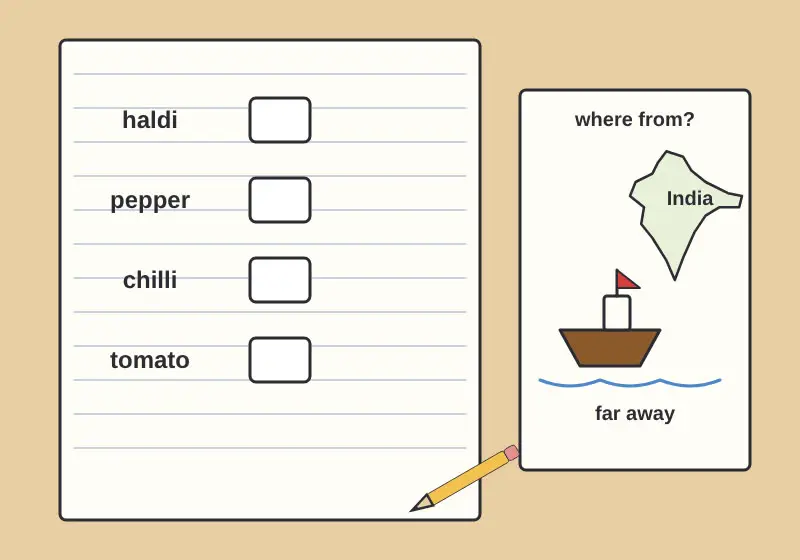 haldi
pepper
chilli
tomato
where from?
India
far away